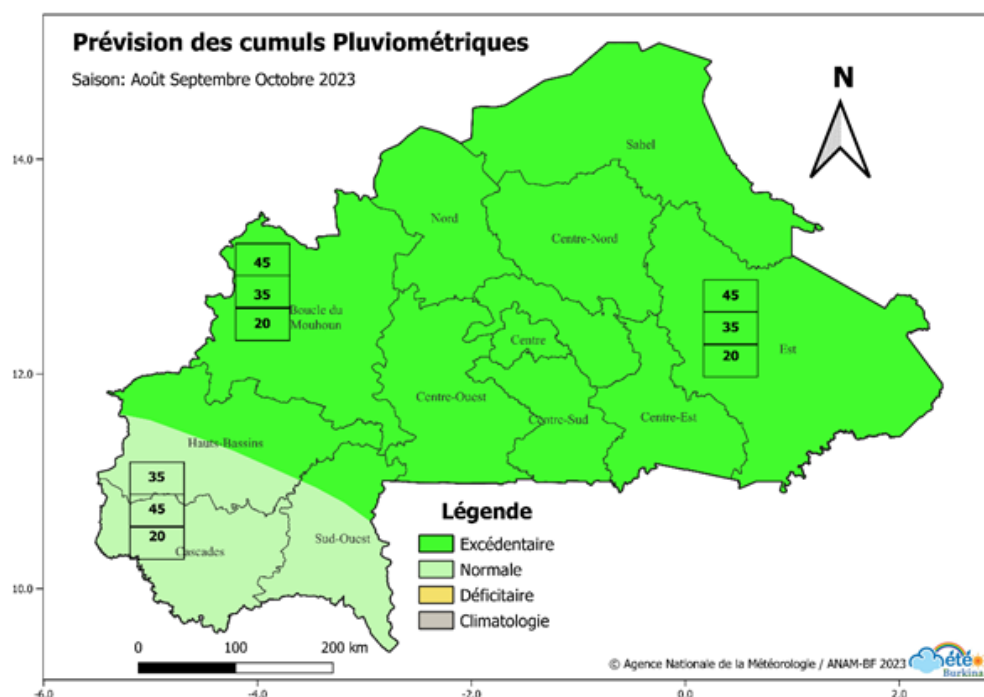 Prévision des cumuls Pluviométriques
Saison: Août Septembre Octobre 2023
N
14.0
12.0
10.0
Sahel
Nord
Centre-Nord
45
35
20
Boucle du
Mouhoun
45
35
20
Est
Centre
Centre-Ouest
Centre-Sud
Centre-Est
Hauts-Bassins
35
45
20
Cascades
Sud-Ouest
Légende
Excédentaire
Normale
Déficitaire
Climatologie
0 100 200 km
© Agence Nationale de la Météorologie / ANAM-BF 2023
été
Burkina
-6.0 -4.0 -2.0 0.0 2.0